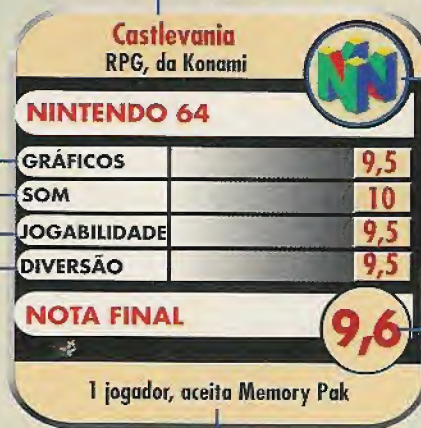 Castlevania
RPG, da Konami
NINTENDO 64
GRÁFICOS 9,5
SOM 10
JOGABILIDADE 9,5
DIVERSÃO 9,5
NOTA FINAL 9,6
1 jogador, aceita Memory Pak